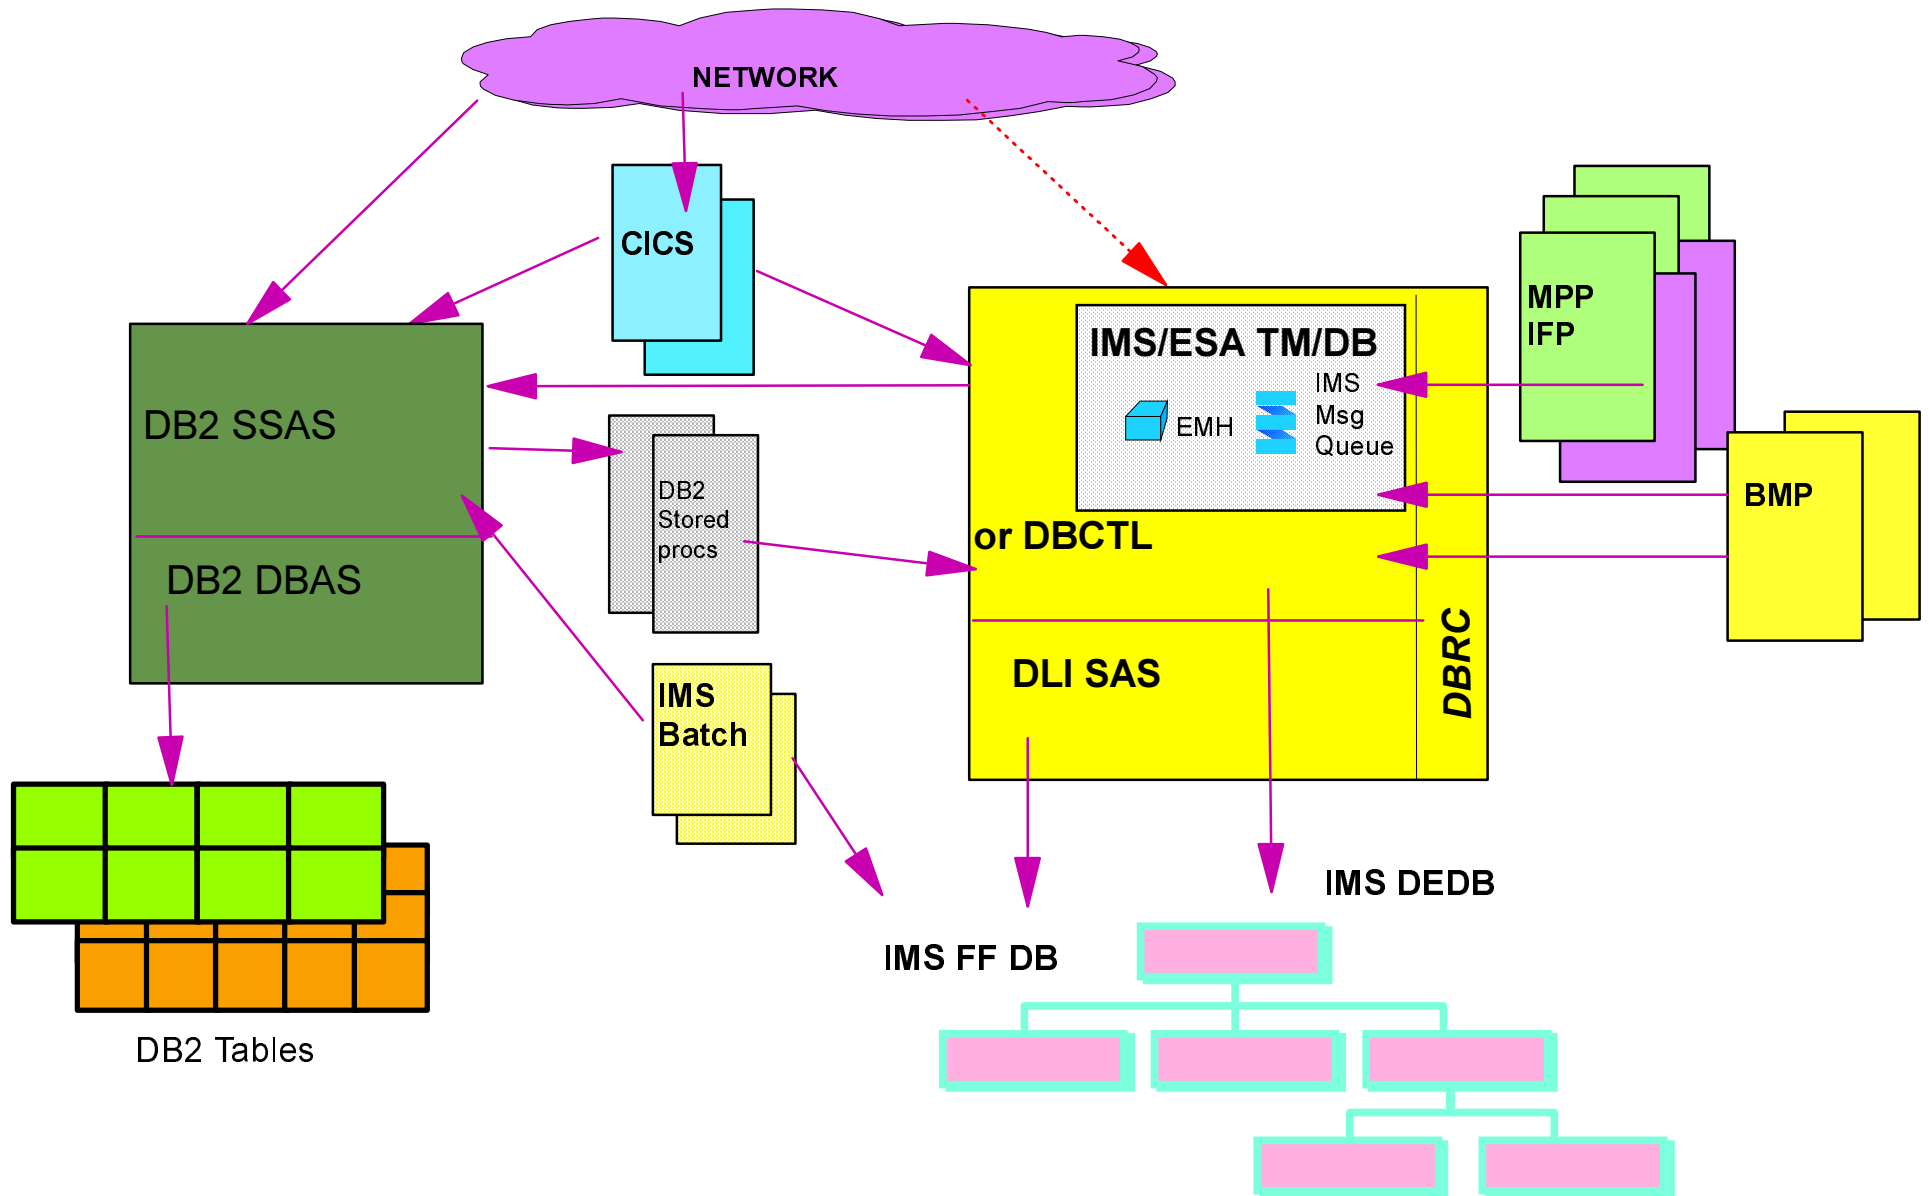 NETWORK
CICS
MPP
IFP
IMS/ESA TM/DB
IMS
Msg
Queue
EMH
DB2 SSAS
DB2
Stored
procs
BMP
or DBCTL
DB2 DBAS
DLI SAS
DBRC
IMS
Batch
IMS DEDB
IMS FF DB
DB2 Tables